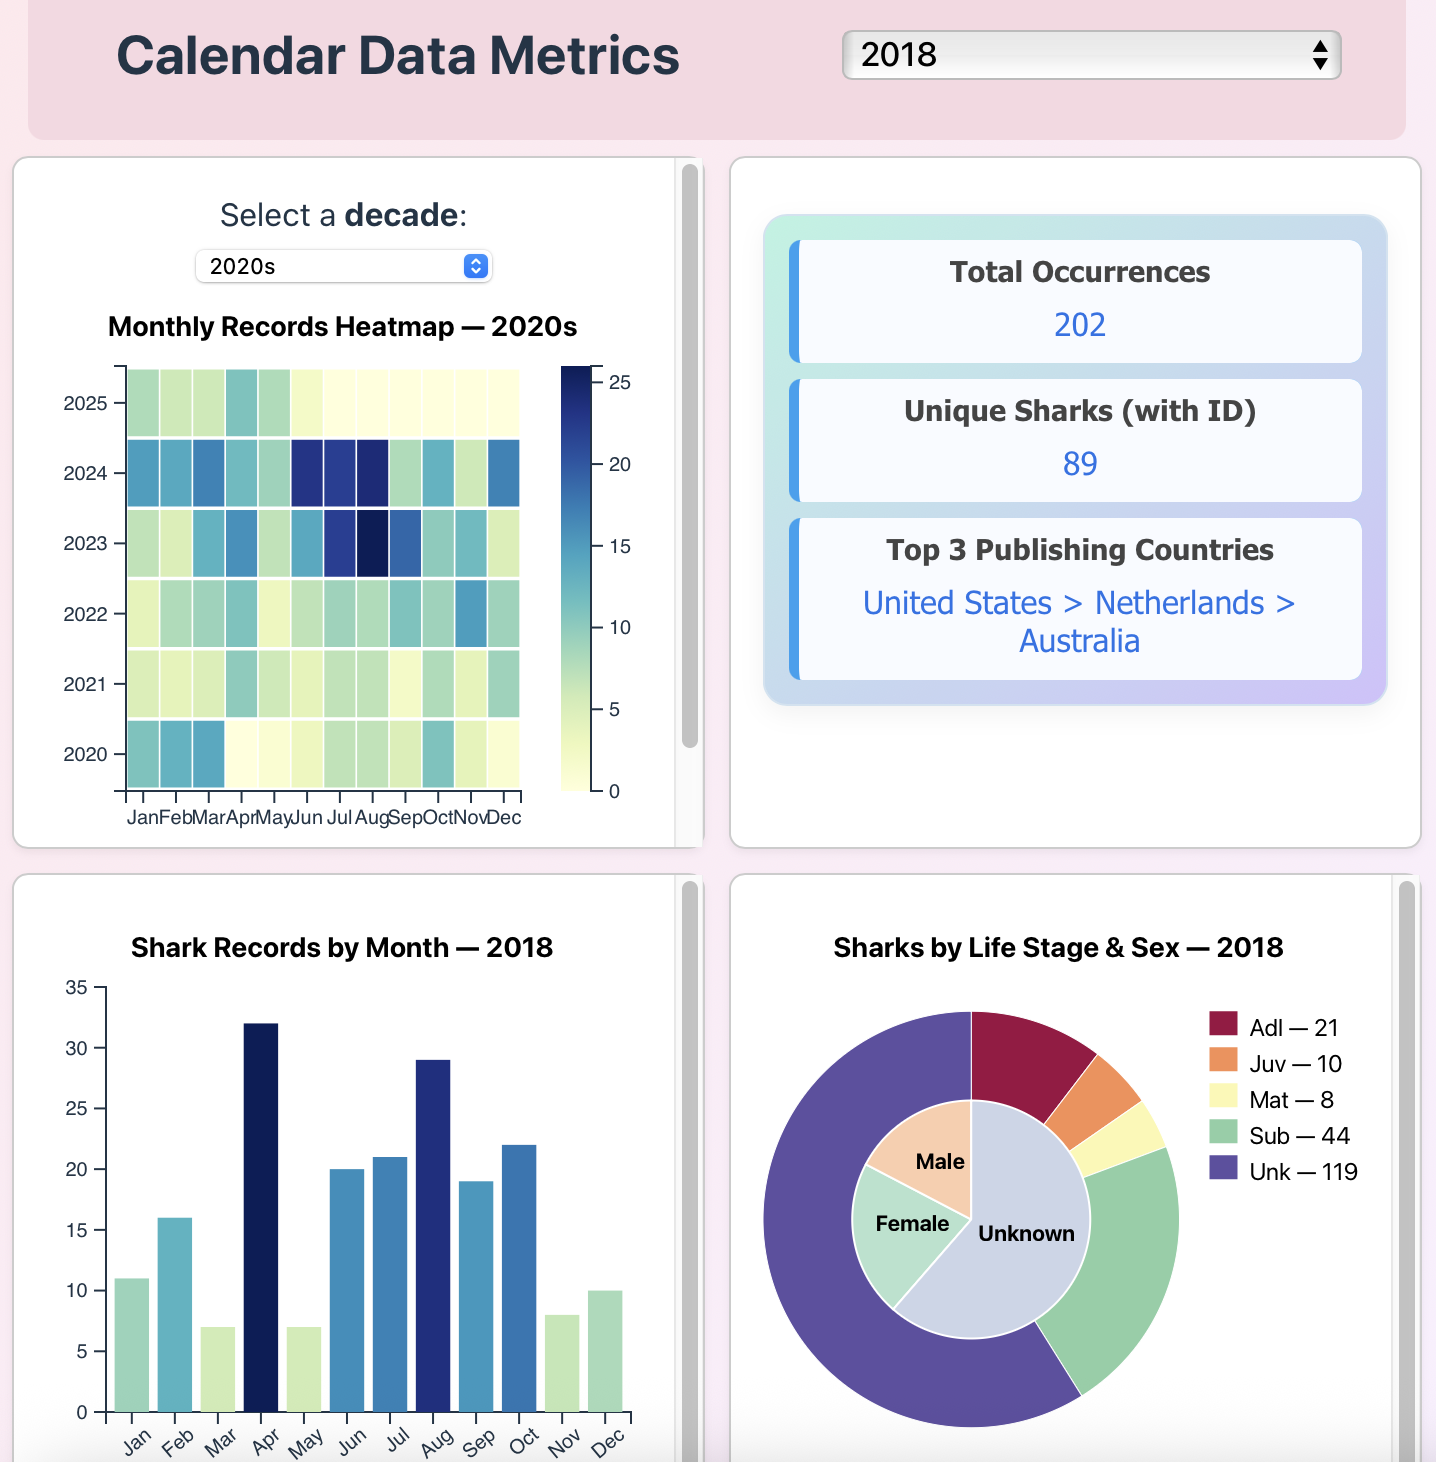 Calendar Data Metrics
2018
Select a decade:
2020s
Monthly Records Heatmap — 2020s
2025
2024
2023
2022
2021
2020
Jan Feb Mar Apr May Jun Jul Aug Sep Oct Nov Dec
25
20
15
10
5
0
Total Occurrences
202
Unique Sharks (with ID)
89
Top 3 Publishing Countries
United States > Netherlands >
Australia
Shark Records by Month — 2018
35
30
25
20
15
10
5
0
Jan Feb Mar Apr May Jun Jul Aug Sep Oct Nov Dec
Sharks by Life Stage & Sex — 2018
Male
Female
Unknown
Adl — 21
Juv — 10
Mat — 8
Sub — 44
Unk — 119